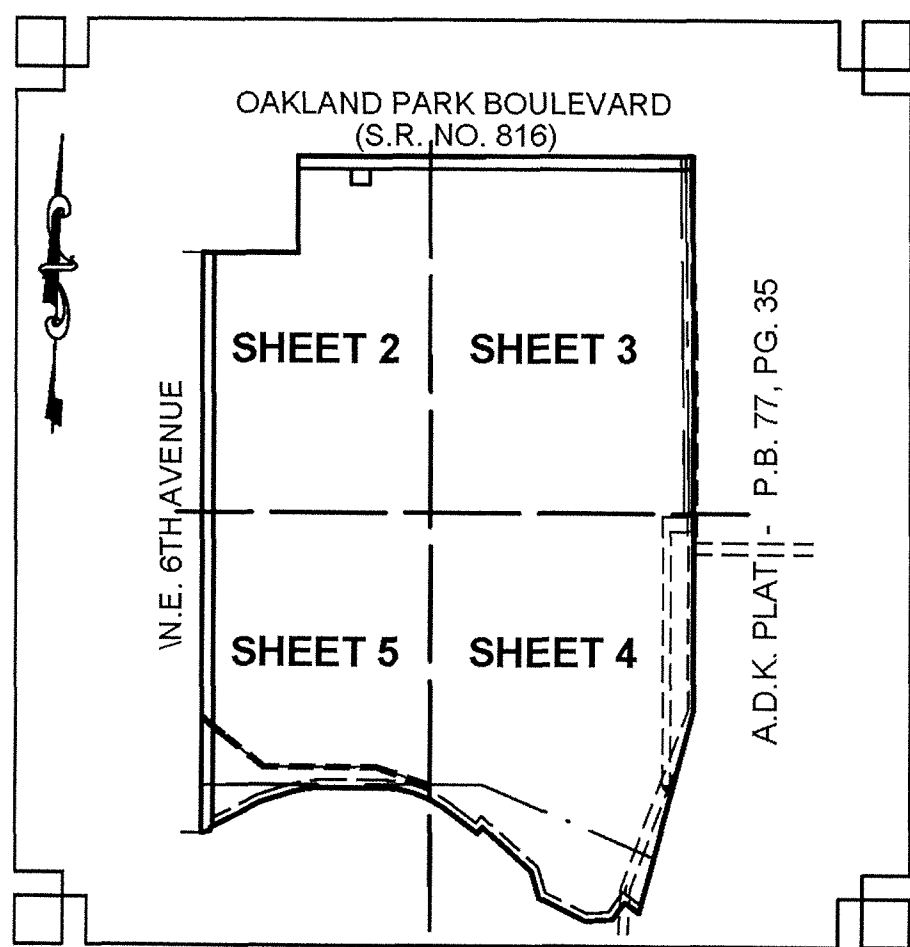 OAKLAND PARK BOULEVARD
(S.R. NO. 816)
SHEET 2
SHEET 3
N.E. 6TH AVENUE
A.D.K. PLAT - P.B. 77, PG. 35
SHEET 5
SHEET 4